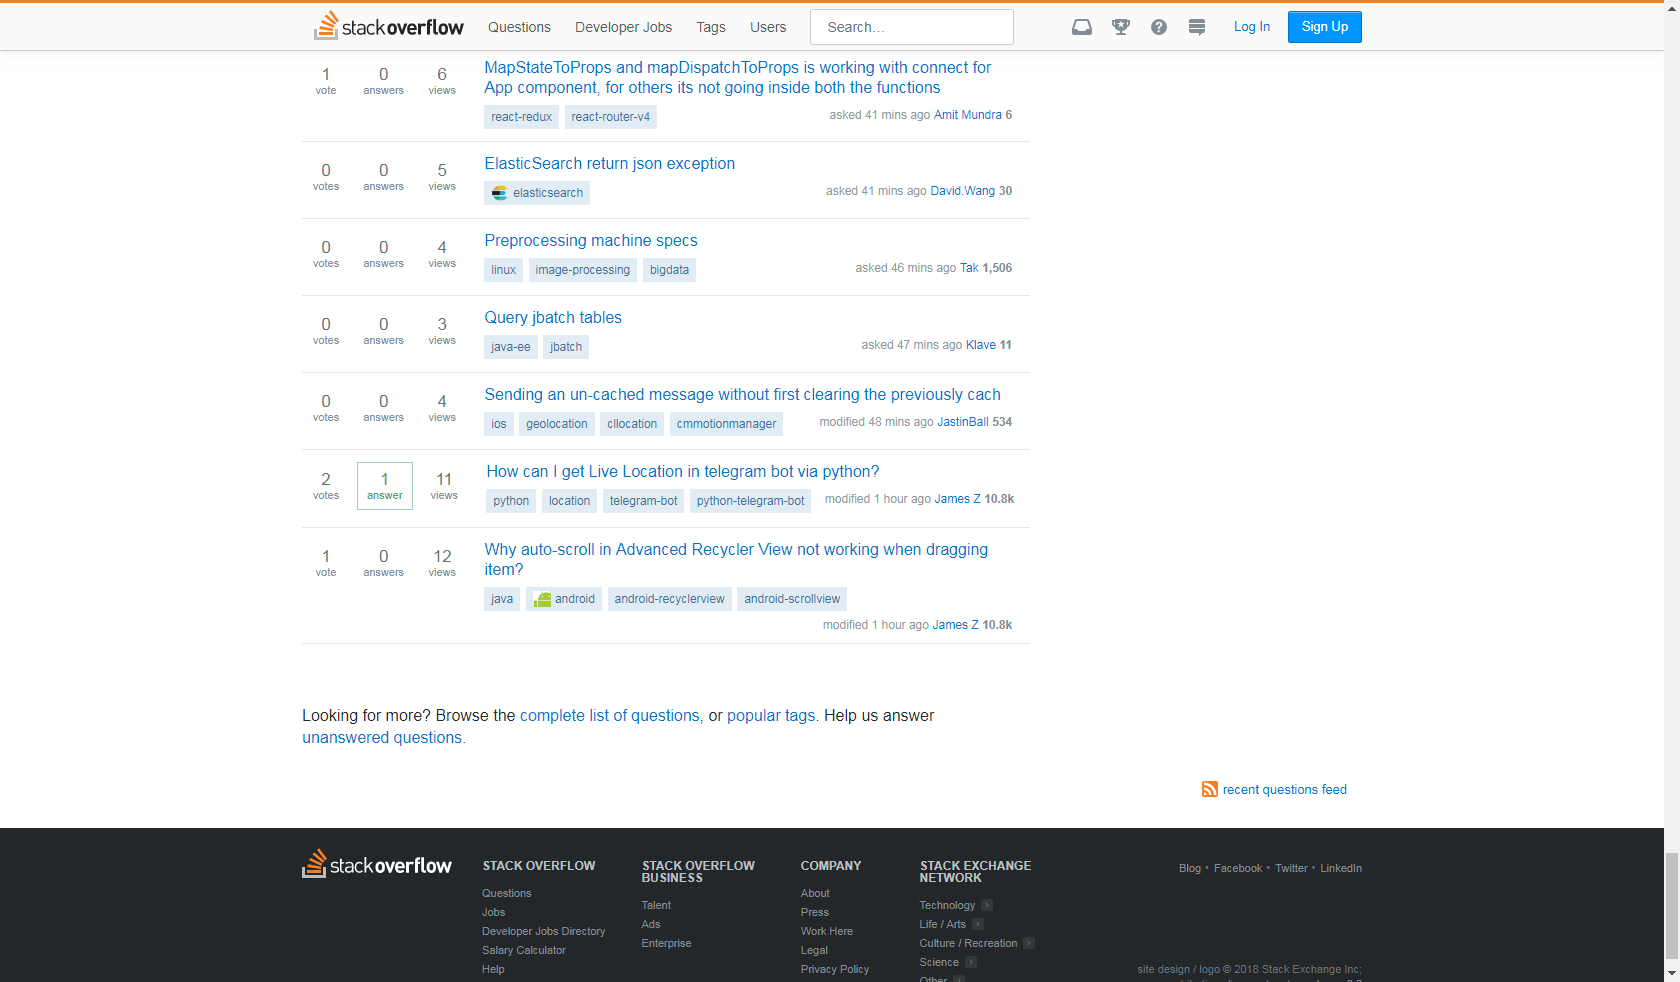 stackoverflow Questions Developer Jobs Tags Users Search... Log In Sign Up
1 vote 0 answers 6 views
MapStateToProps and mapDispatchToProps is working with connect for
App component, for others its not going inside both the functions
react-redux react-router-v4 asked 41 mins ago Amit Mundra 6
0 votes 0 answers 5 views
ElasticSearch return json exception
elasticsearch asked 41 mins ago David.Wang 30
0 votes 0 answers 4 views
Preprocessing machine specs
linux image-processing bigdata asked 46 mins ago Tak 1,506
0 votes 0 answers 3 views
Query jbatch tables
java-ee jbatch asked 47 mins ago Klave 11
0 votes 0 answers 4 views
Sending an un-cached message without first clearing the previously cach
ios geolocation cllocation cmmotionmanager modified 48 mins ago JastinBall 534
2 votes 1 answer 11 views
How can I get Live Location in telegram bot via python?
python location telegram-bot python-telegram-bot modified 1 hour ago James Z 10.8k
1 vote 0 answers 12 views
Why auto-scroll in Advanced Recycler View not working when dragging
item?
java android android-recyclerview android-scrollview
modified 1 hour ago James Z 10.8k
Looking for more? Browse the complete list of questions, or popular tags. Help us answer
unanswered questions.
recent questions feed
stackoverflow
STACK OVERFLOW
Questions
Jobs
Developer Jobs Directory
Salary Calculator
Help
STACK OVERFLOW
BUSINESS
Talent
Ads
Enterprise
COMPANY
About
Press
Work Here
Legal
Privacy Policy
STACK EXCHANGE
NETWORK
Technology
Life / Arts
Culture / Recreation
Science
Other
Blog • Facebook • Twitter • LinkedIn
site design / logo © 2018 Stack Exchange Inc;